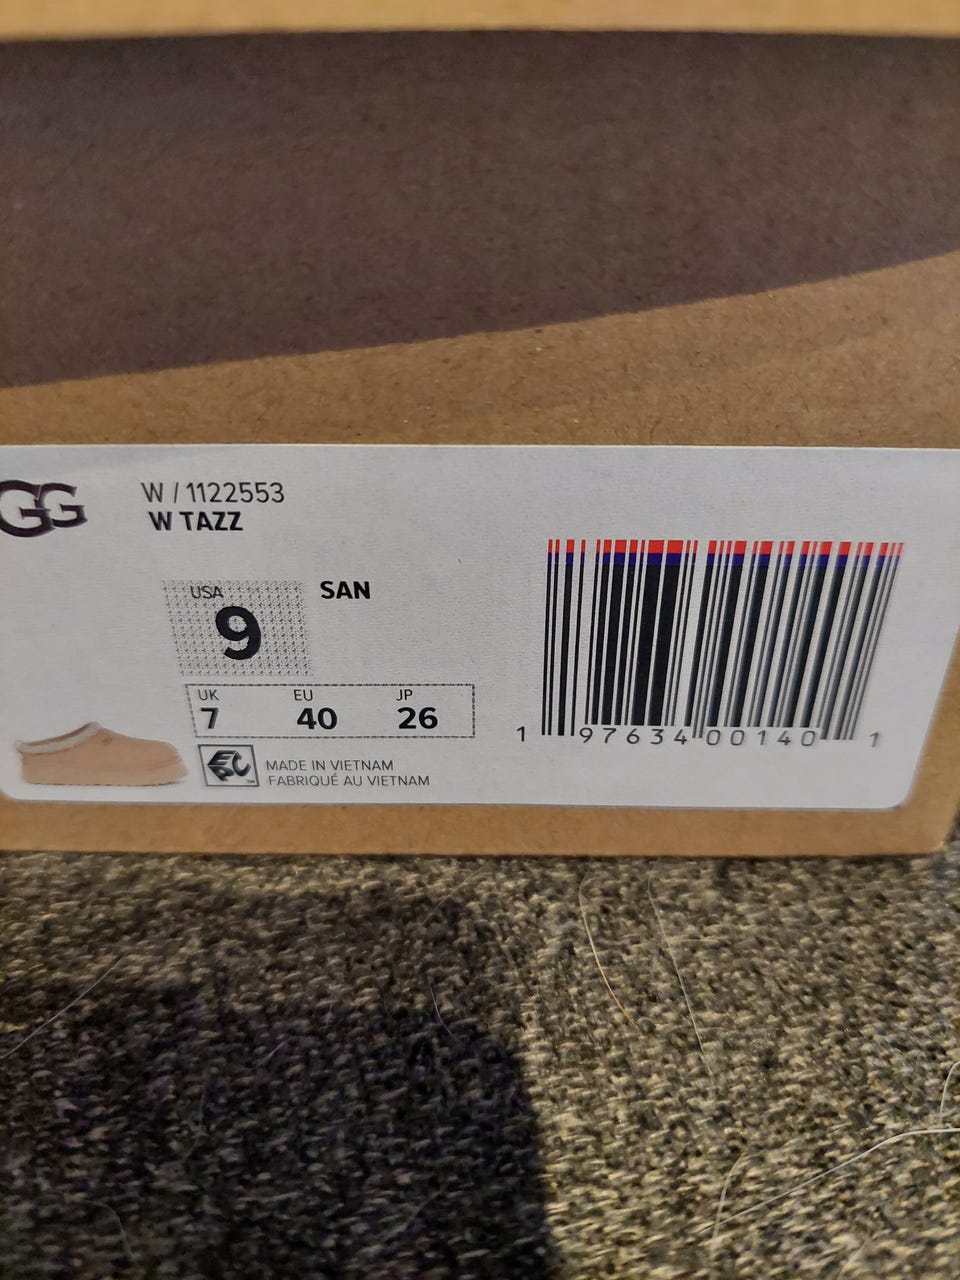 GG
W / 1122553
W TAZZ
USA
9
SAN
UK EU JP
7 40 26
MADE IN VIETNAM
FABRIQUÉ AU VIETNAM
1 97634 00140 1